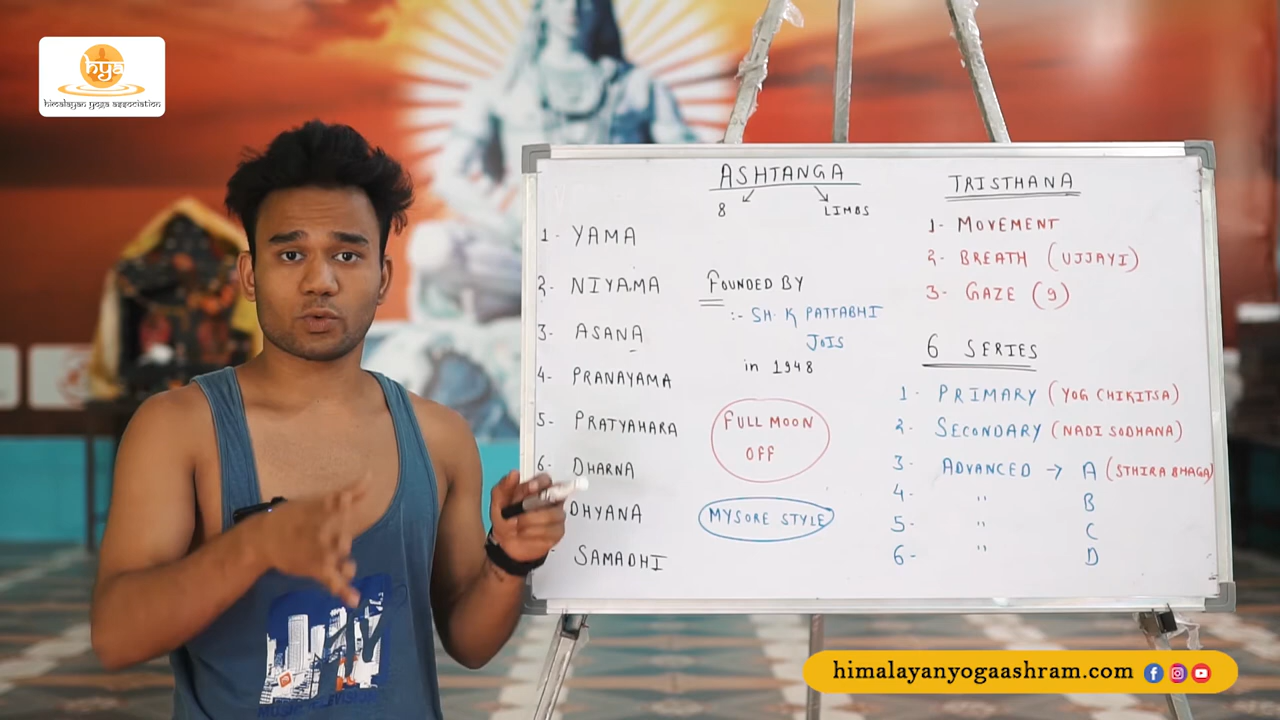 hya
himalayan yoga association
ASHTANGA
8 LIMBS
1- YAMA
2- NIYAMA
3- ASANA
4- PRANAYAMA
5- PRATYAHARA
6- DHARNA
DHYANA
- SAMADHI
FOUNDED BY
:- SH. K PATTABHI
JOIS
in 1948
FULL MOON
OFF
MYSORE STYLE
TRISTHANA
1- MOVEMENT
2- BREATH (UJJAYI)
3- GAZE (9)
6 SERIES
1- PRIMARY (YOG CHIKITSA)
2- SECONDARY (NADI SODHANA)
3- ADVANCED → A (STHIRA BHAGA)
4- " B
5- " C
6- " D
MTV
MUSIC TELEVISION
himalayanyogaashram.com